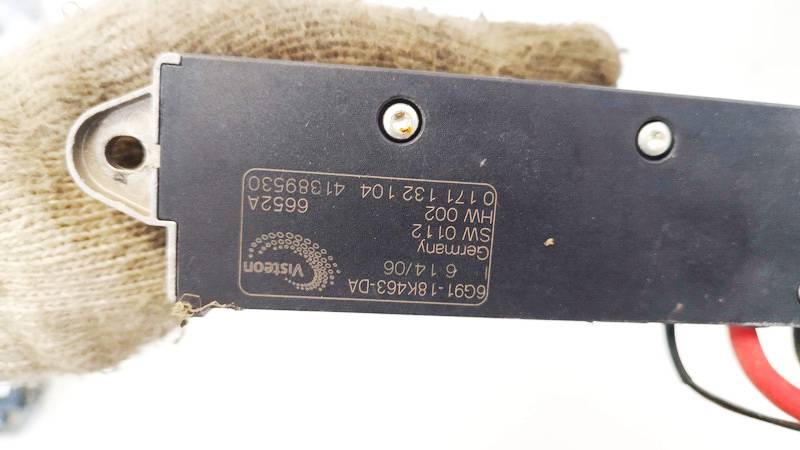 6G91-18K463-DA
I 6 14/06
Visteon
Germany
SW 0112
HW 002
6652A
0 171 132 104 41389530